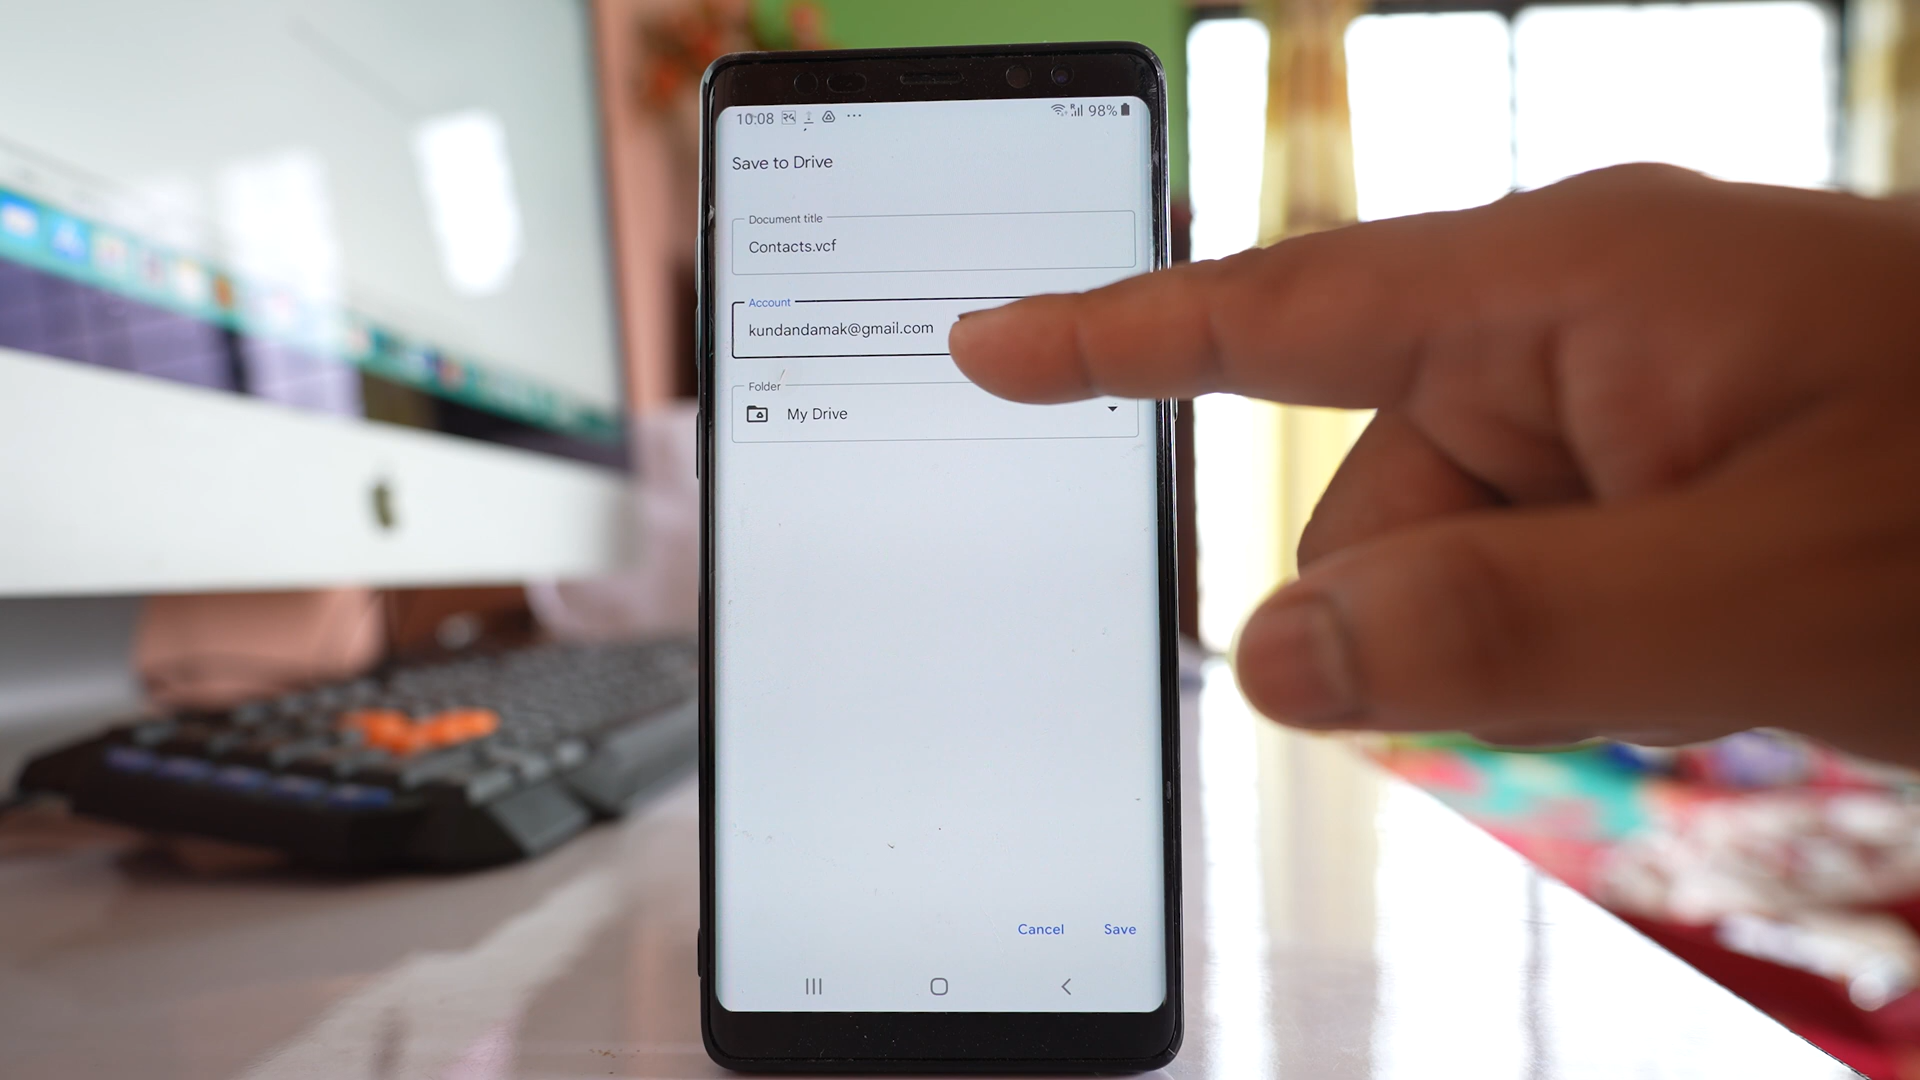 10:08 २५ 98%
Save to Drive
Document title
Contacts.vcf
Account
kundandamak@gmail.com
Folder
My Drive
Cancel Save